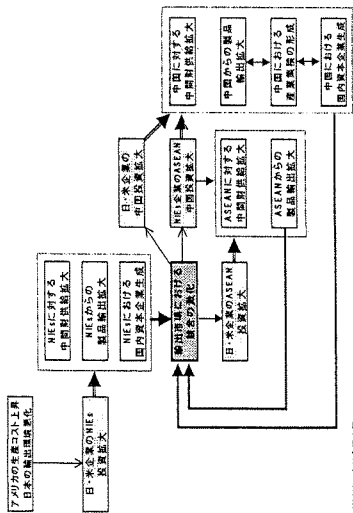 アメリカの生産コスト上昇
日本の輸出環境悪化
日・米企業のNIEs
投資拡大
NIEsに対する
中間財供給拡大
NIEsからの
製品輸出拡大
NIEsにおける
国内資本企業生成
輸出市場における
競合の激化
日・米企業の
中国投資拡大
NIEs企業のASEAN
中国投資拡大
日・米企業のASEAN
投資拡大
ASEANに対する
中間財供給拡大
ASEANからの
製品輸出拡大
中国に対する
中間財供給拡大
中国からの製品
輸出拡大
中国における
産業集積の形成
中国における
国内資本企業生成